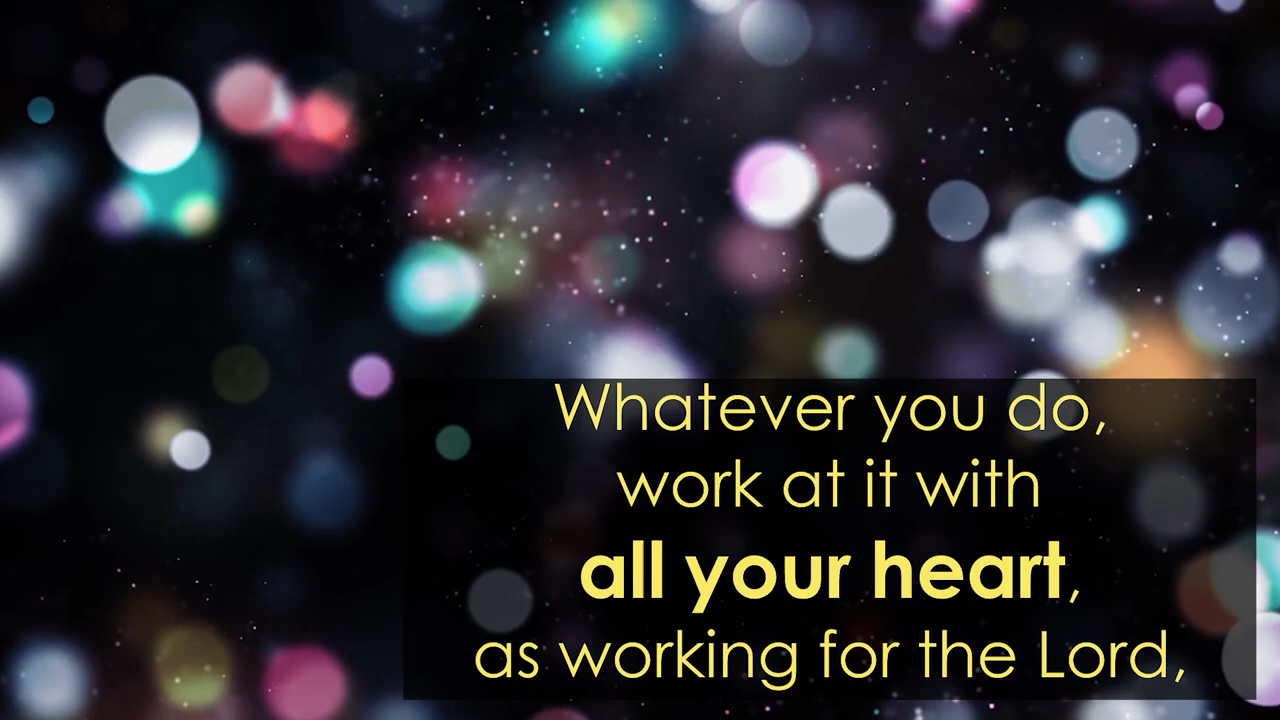 Whatever you do,
work at it with
all your heart,
as working for the Lord,